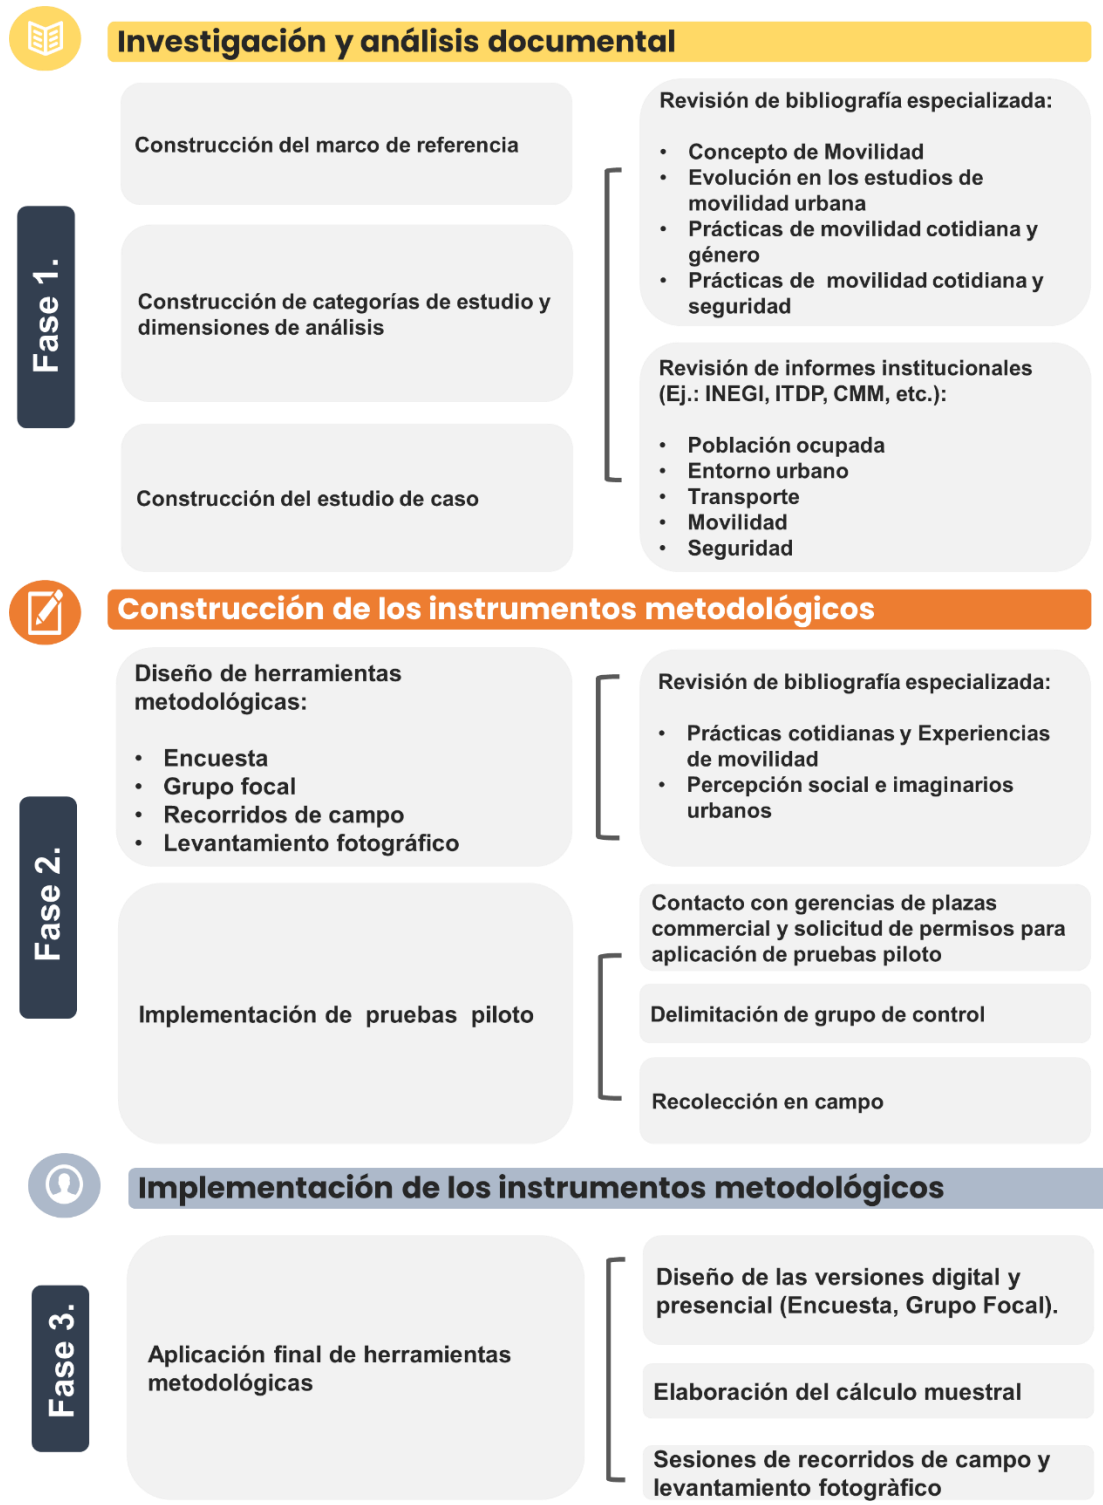 Investigación y análisis documental
Fase 1.
Construcción del marco de referencia
Construcción de categorías de estudio y
dimensiones de análisis
Construcción del estudio de caso
Revisión de bibliografía especializada:
• Concepto de Movilidad
• Evolución en los estudios de
movilidad urbana
• Prácticas de movilidad cotidiana y
género
• Prácticas de movilidad cotidiana y
seguridad
Revisión de informes institucionales
(Ej.: INEGI, ITDP, CMM, etc.):
• Población ocupada
• Entorno urbano
• Transporte
• Movilidad
• Seguridad
Construcción de los instrumentos metodológicos
Fase 2.
Diseño de herramientas
metodológicas:
• Encuesta
• Grupo focal
• Recorridos de campo
• Levantamiento fotográfico
Revisión de bibliografía especializada:
• Prácticas cotidianas y Experiencias
de movilidad
• Percepción social e imaginarios
urbanos
Implementación de pruebas piloto
Contacto con gerencias de plazas
commercial y solicitud de permisos para
aplicación de pruebas piloto
Delimitación de grupo de control
Recolección en campo
Implementación de los instrumentos metodológicos
Fase 3.
Aplicación final de herramientas
metodológicas
Diseño de las versiones digital y
presencial (Encuesta, Grupo Focal).
Elaboración del cálculo muestral
Sesiones de recorridos de campo y
levantamiento fotogràfico